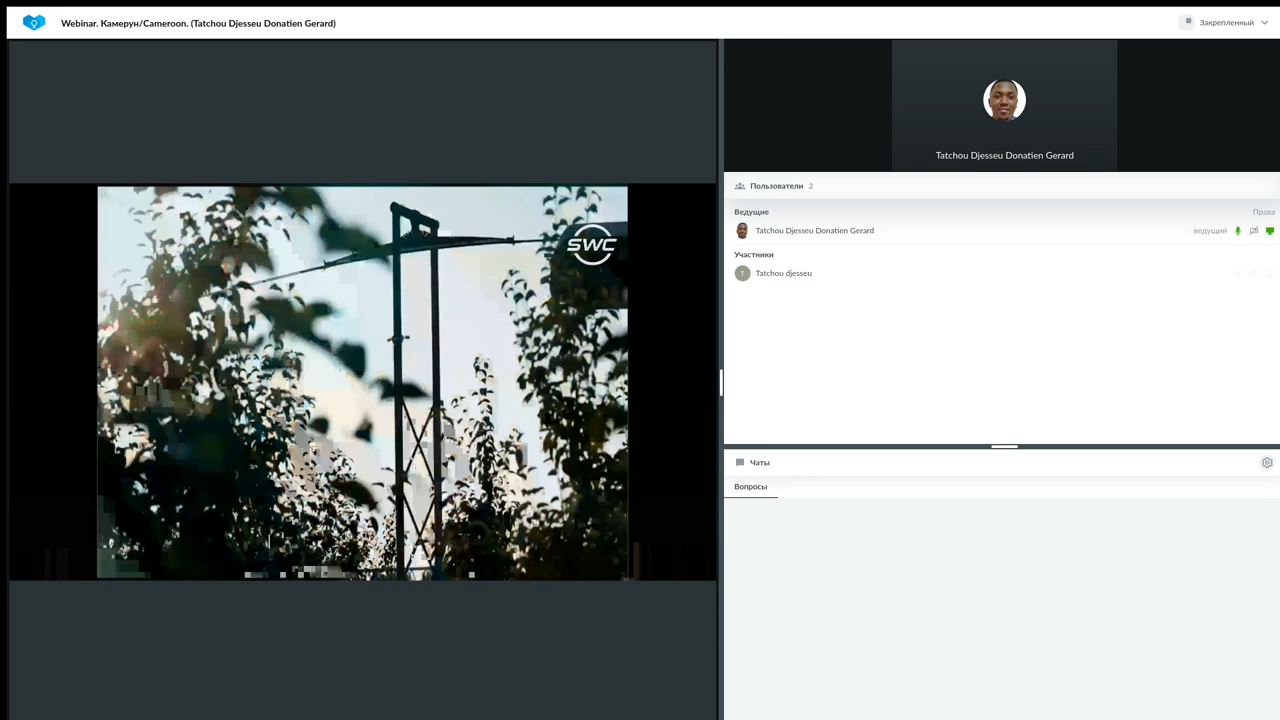 Webinar. Камерун/Cameroon. (Tatchou Djesseu Donatien Gerard)
Закрепленный
SWC
Tatchou Djesseu Donatien Gerard
Пользователи 2
Ведущие Права
Tatchou Djesseu Donatien Gerard ведущий
Участники
T Tatchou djesseu
Чаты
Вопросы